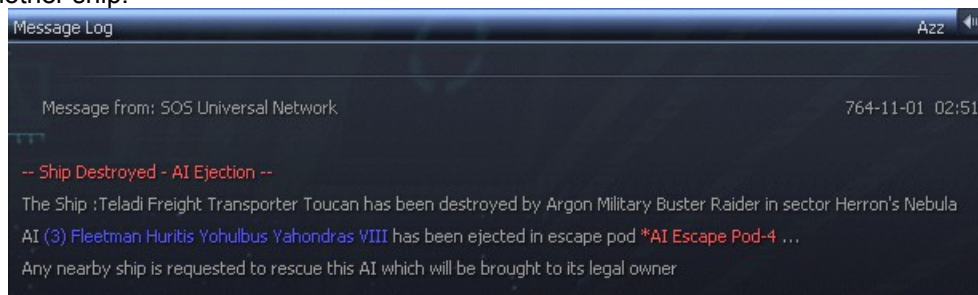 Message Log Azz
Message from: SOS Universal Network 764-11-01 02:51
-- Ship Destroyed - AI Ejection --
The Ship :Teladi Freight Transporter Toucan has been destroyed by Argon Military Buster Raider in sector Herron's Nebula
AI (3) Fleetman Huritis Yohulbus Yahondras VIII has been ejected in escape pod *AI Escape Pod-4 ...
Any nearby ship is requested to rescue this AI which will be brought to its legal owner